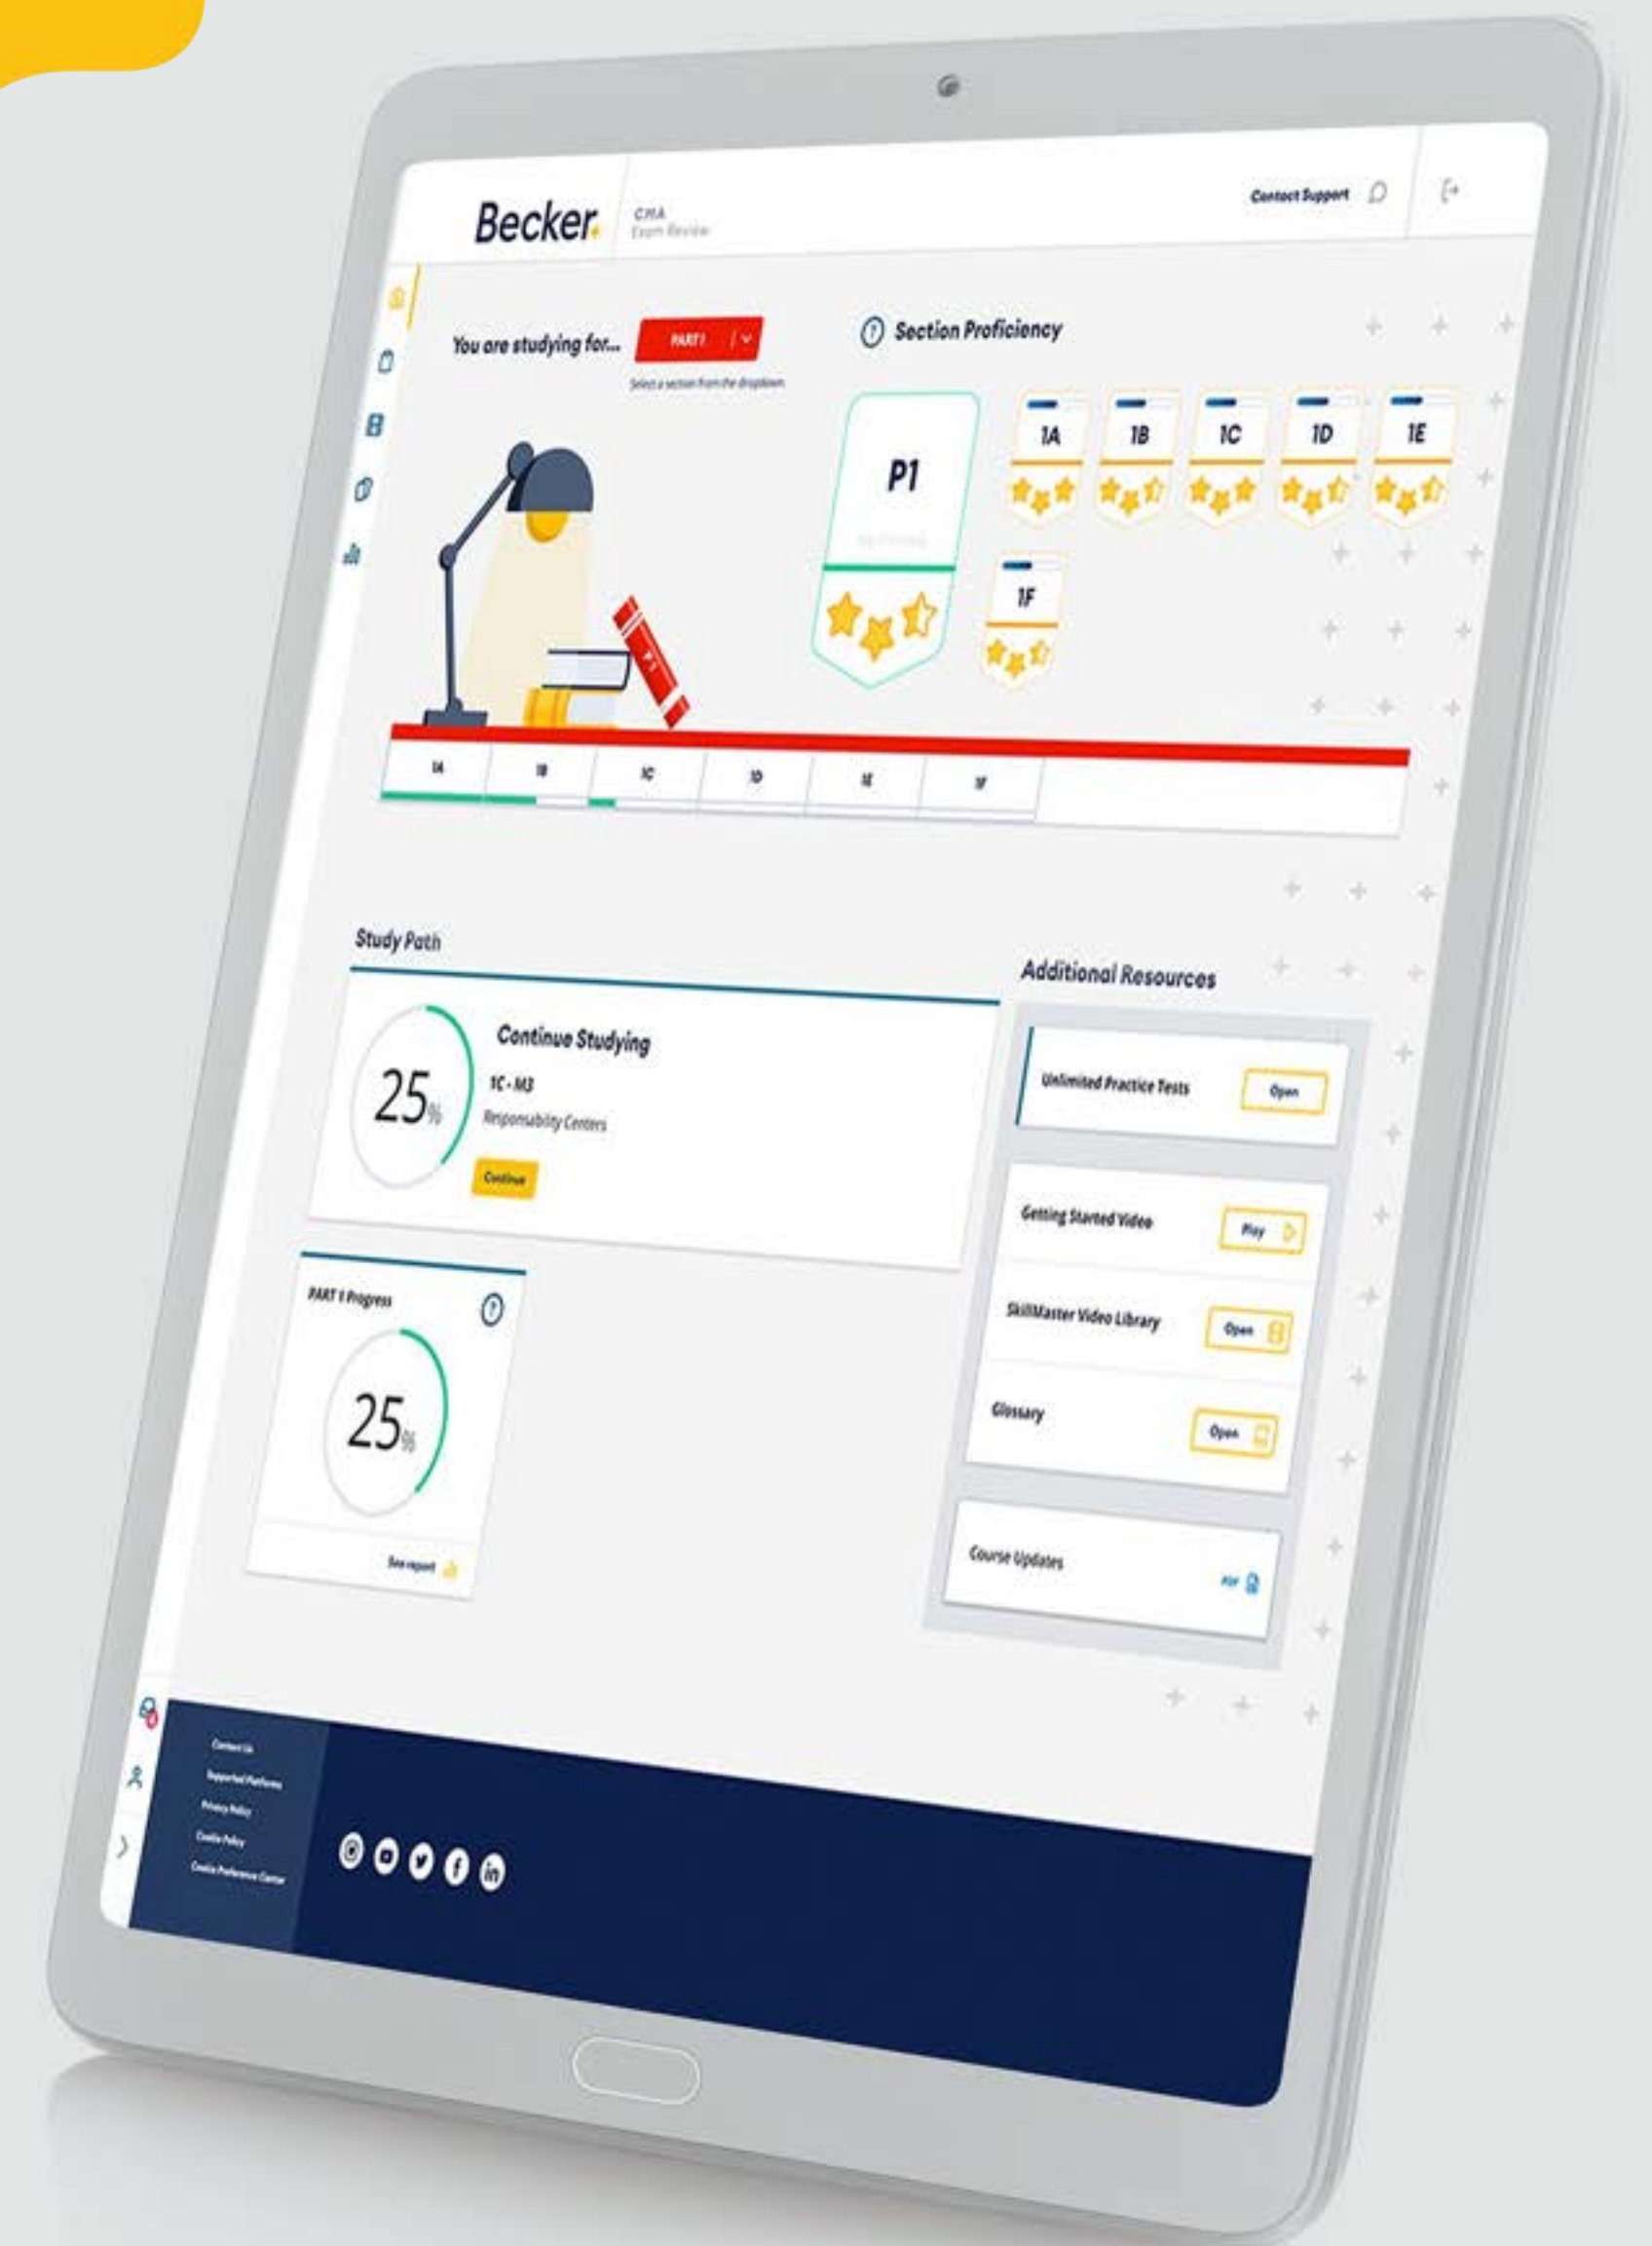 Becker
CMA
Exam Review
Contact Support
You are studying for...
PART 1
Select a section from the dropdown
Section Proficiency
P1
1A
1B
1C
1D
1E
1F
P1
1A
1B
1C
1D
1E
1F
Study Path
25%
Continue Studying
1C - M3
Responsability Centers
Continue
PART 1 Progress
25%
See report
Additional Resources
Unlimited Practice Tests
Open
Getting Started Video
Play
SkillMaster Video Library
Open
Glossary
Open
Course Updates
PDF
Contact Us
Supported Platforms
Privacy Policy
Cookie Policy
Cookie Preference Center
in